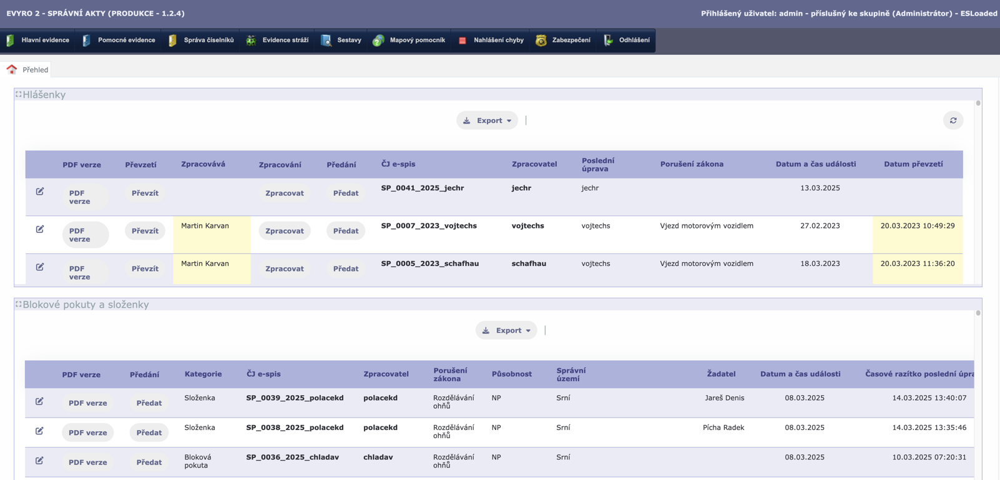 EVYRO 2 - SPRÁVNÍ AKTY (PRODUKCE - 1.2.4)
Přihlášený uživatel: admin - příslušný ke skupině (Administrátor) - ESLoaded
Hlavní evidence
Pomocné evidence
Správa číselníků
Evidence stráží
Sestavy
Mapový pomocník
Nahlášení chyby
Zabezpečení
Odhlášení
Přehled
Hlášenky
Export
PDF verze
Převzetí
Zpracovává
Zpracování
Předání
ČJ e-spis
Zpracovatel
Poslední
úprava
Porušení zákona
Datum a čas události
Datum převzetí
PDF
verze
Převzít
Zpracovat
Předat
SP_0041_2025_jechr
jechr
jechr
13.03.2025
PDF
verze
Převzít
Martin Karvan
Zpracovat
Předat
SP_0007_2023_vojtechs
vojtechs
vojtechs
Vjezd motorovým vozidlem
27.02.2023
20.03.2023 10:49:29
PDF
verze
Převzít
Martin Karvan
Zpracovat
Předat
SP_0005_2023_schafhau
schafhau
vojtechs
Vjezd motorovým vozidlem
18.03.2023
20.03.2023 11:36:20
Blokové pokuty a složenky
Export
PDF verze
Předání
Kategorie
ČJ e-spis
Zpracovatel
Porušení
zákona
Působnost
Správní
území
Žadatel
Datum a čas události
Časové razítko poslední úpra
PDF verze
Předat
Složenka
SP_0039_2025_polacekd
polacekd
Rozdělávání
ohňů
NP
Srní
Jareš Denis
08.03.2025
14.03.2025 13:40:07
PDF verze
Předat
Složenka
SP_0038_2025_polacekd
polacekd
Rozdělávání
ohňů
NP
Srní
Pícha Radek
08.03.2025
14.03.2025 13:35:46
PDF verze
Předat
Bloková
pokuta
SP_0036_2025_chladav
chladav
Rozdělávání
ohňů
NP
Srní
08.03.2025
10.03.2025 07:20:31